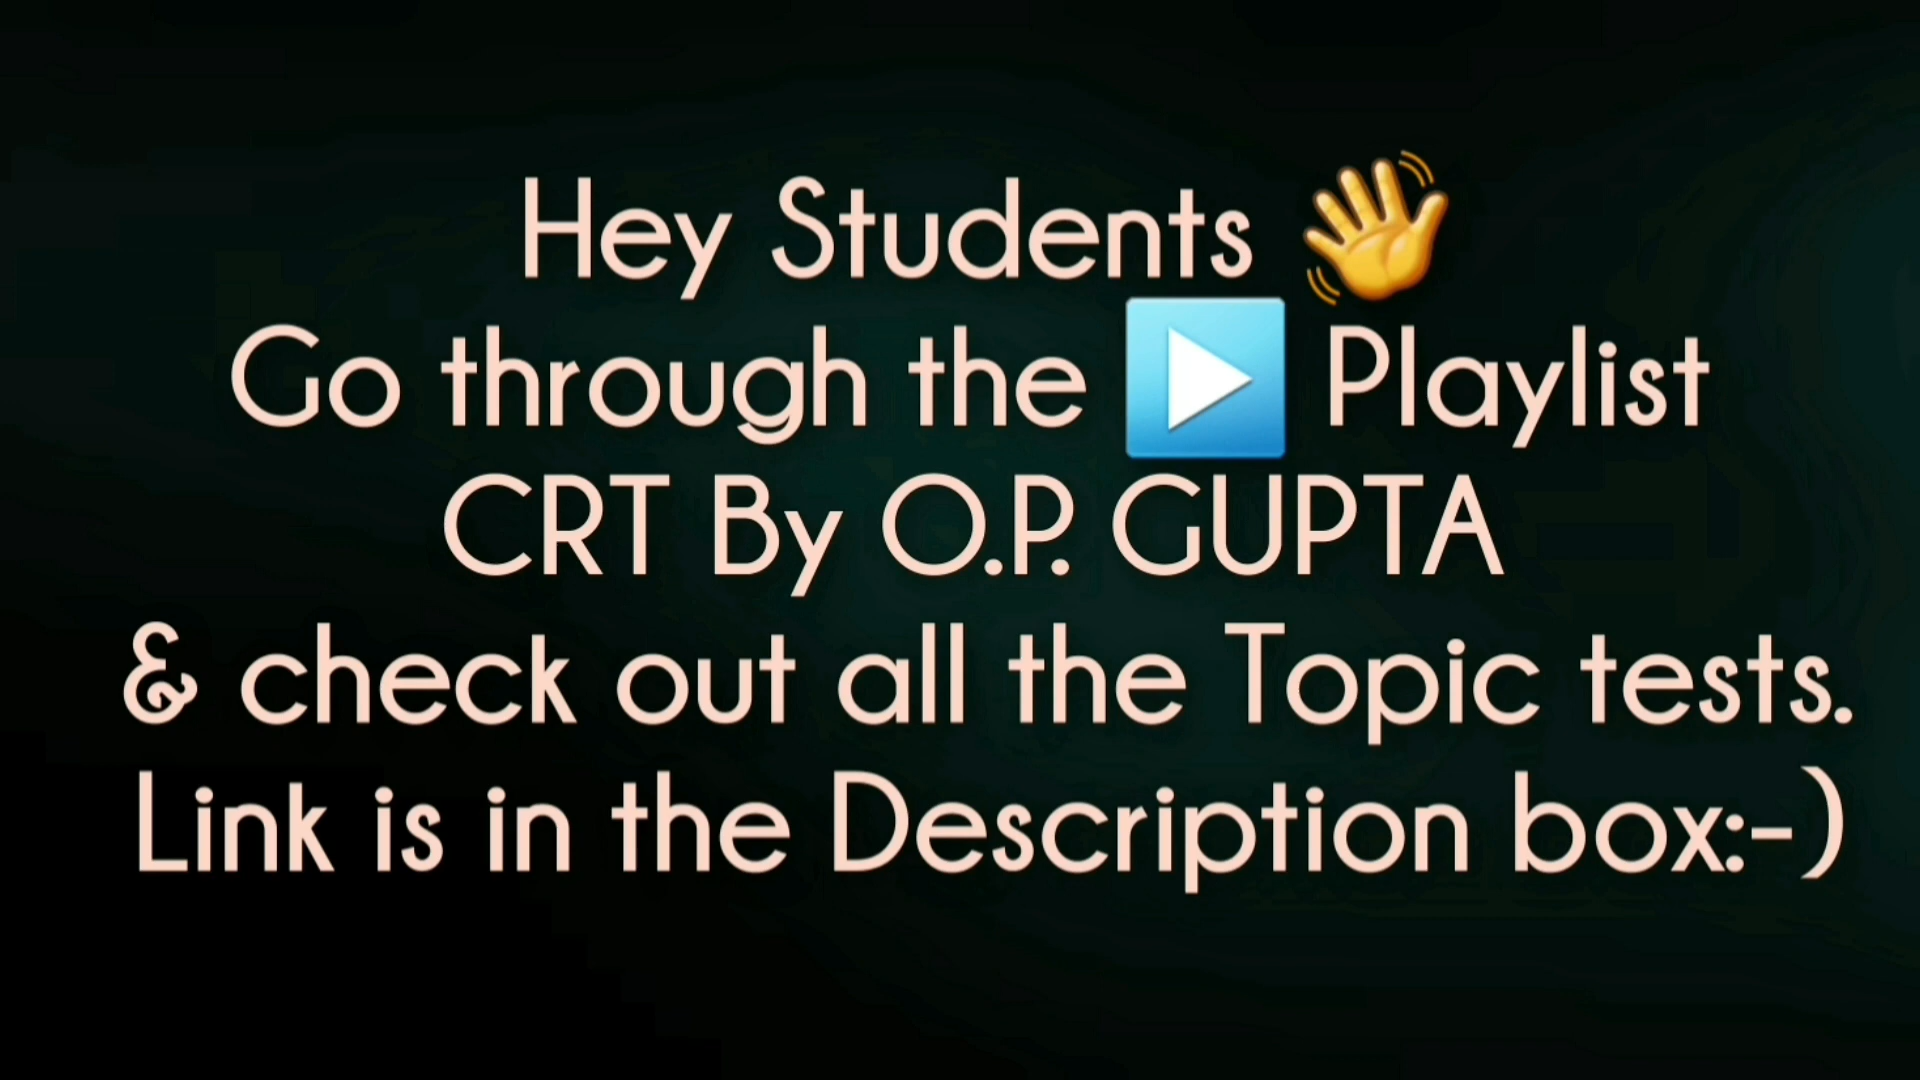 Hey Students 👋
Go through the ▶️ Playlist
CRT By O.P. GUPTA
& check out all the Topic tests.
Link is in the Description box:-)